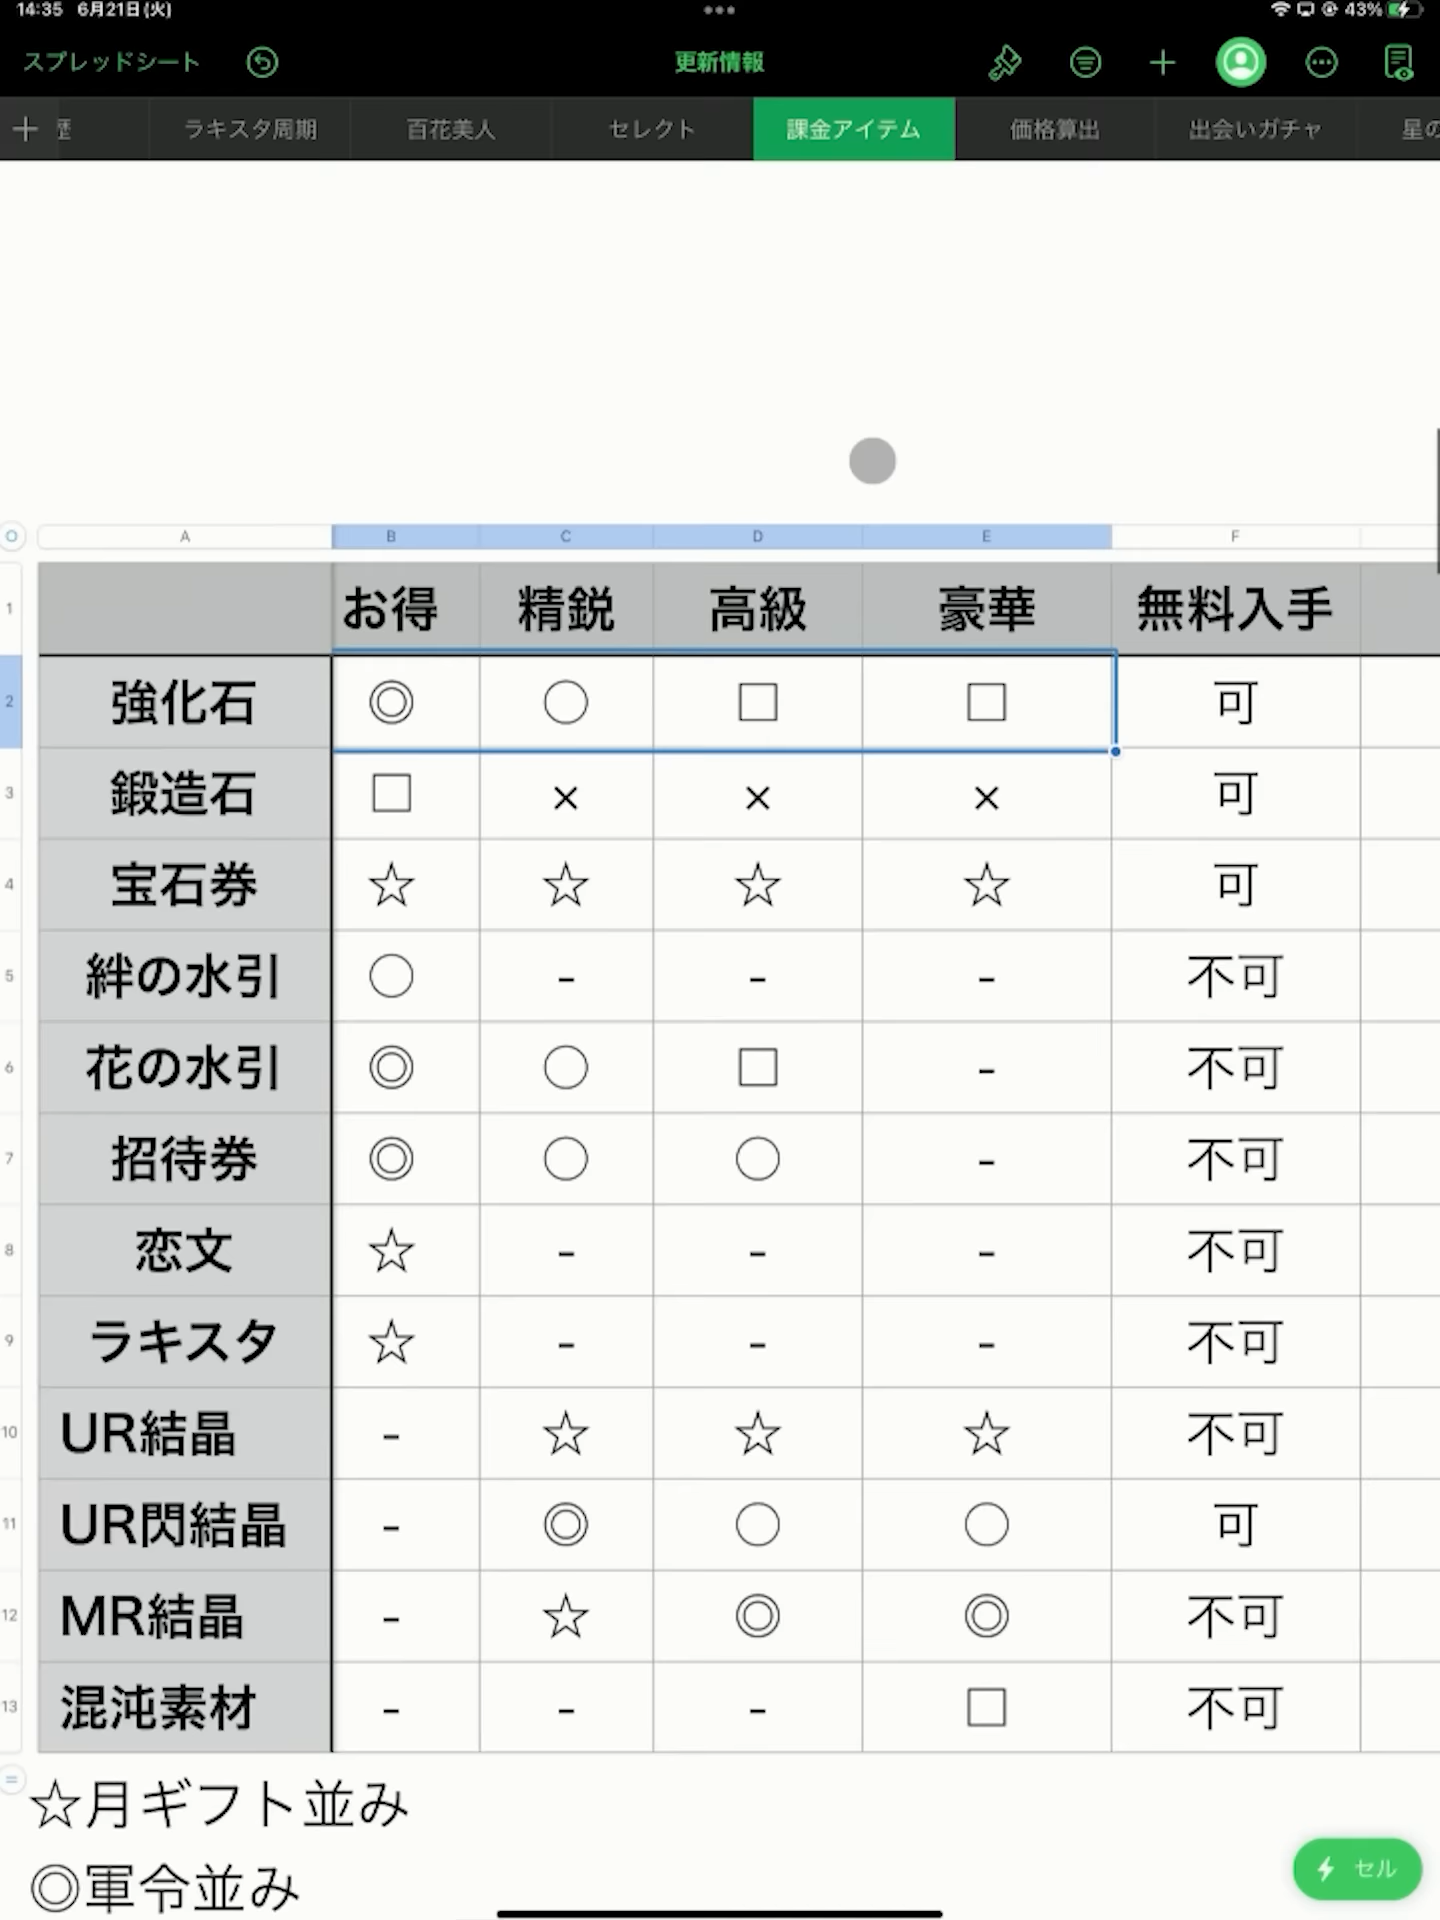 14:35 6月21日(火)
43%
スプレッドシート 更新情報
歴 ラキスタ周期 百花美人 セレクト 課金アイテム 価格算出 出会いガチャ 星の
A B C D E F
1 お得 精鋭 高級 豪華 無料入手
2 強化石 ◎ ○ □ □ 可
3 鍛造石 □ × × × 可
4 宝石券 ☆ ☆ ☆ ☆ 可
5 絆の水引 ○ - - - 不可
6 花の水引 ◎ ○ □ - 不可
7 招待券 ◎ ○ ○ - 不可
8 恋文 ☆ - - - 不可
9 ラキスタ ☆ - - - 不可
10 UR結晶 - ☆ ☆ ☆ 不可
11 UR閃結晶 - ◎ ○ ○ 可
12 MR結晶 - ☆ ◎ ◎ 不可
13 混沌素材 - - - □ 不可
☆月ギフト並み
◎軍令並み
セル